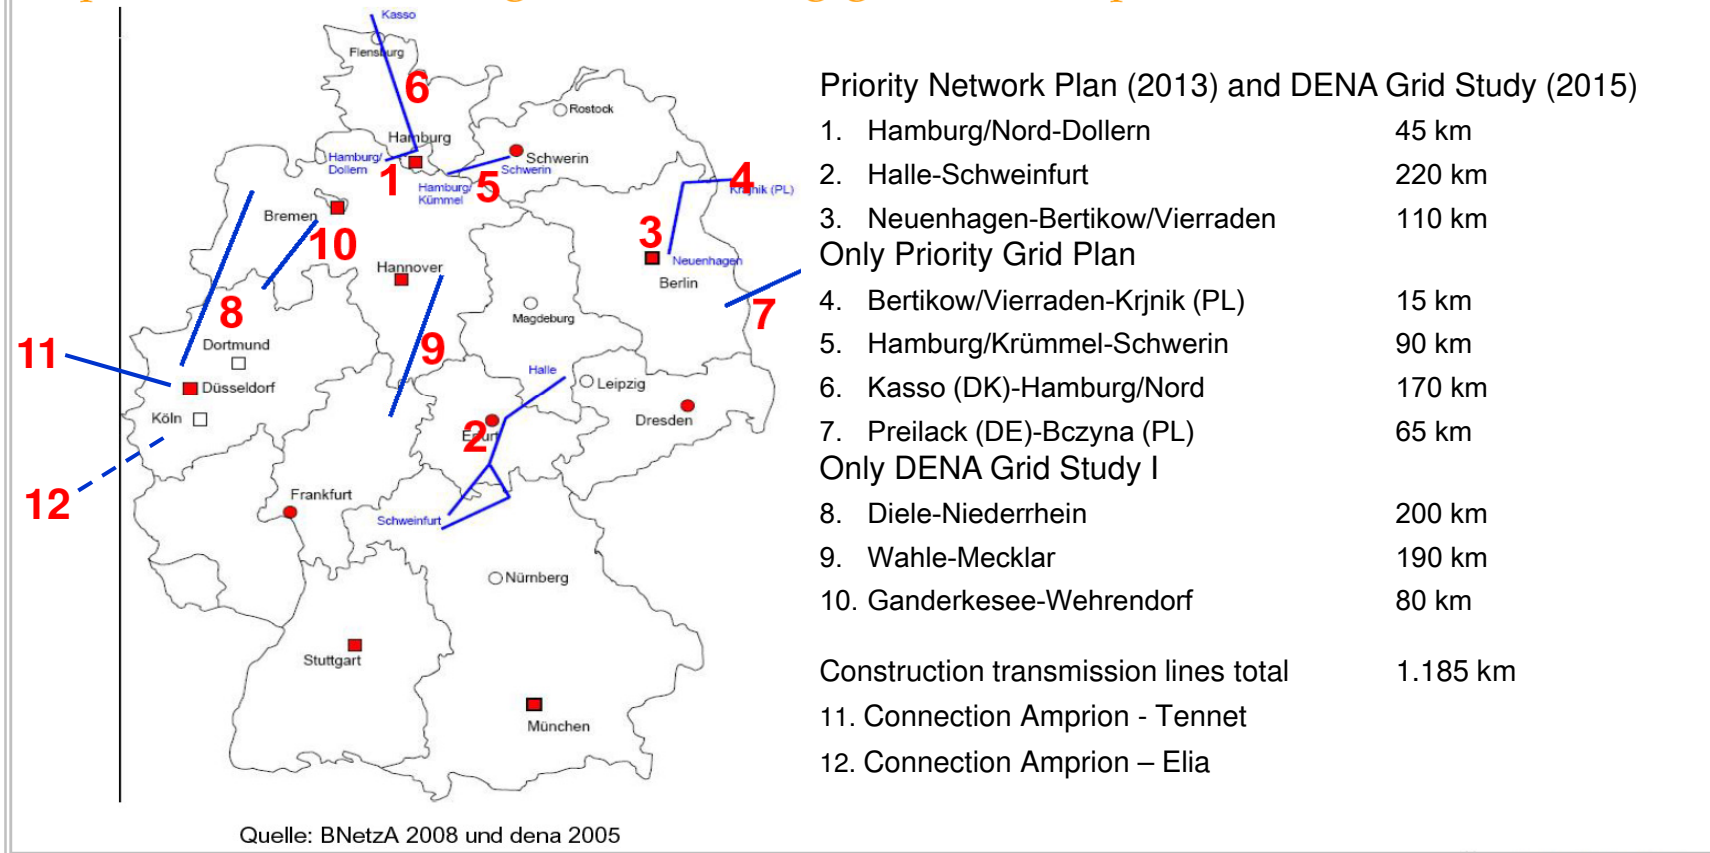 Kasso
Flensburg
6
Rostock
Hamburg
Hamburg/
Dollern
1
Schwerin
Schwerin
Hamburg/
Kümmel
5
4
Krajnik (PL)
Bremen
10
3
Neuenhagen
Berlin
Hannover
8
7
Magdeburg
9
Dortmund
11
Düsseldorf
Halle
Leipzig
Köln
2
Erfurt
Dresden
12
Frankfurt
Schweinfurt
Nürnberg
Stuttgart
München
Quelle: BNetzA 2008 und dena 2005
Priority Network Plan (2013) and DENA Grid Study (2015)
1. Hamburg/Nord-Dollern 45 km
2. Halle-Schweinfurt 220 km
3. Neuenhagen-Bertikow/Vierraden 110 km
Only Priority Grid Plan
4. Bertikow/Vierraden-Krjnik (PL) 15 km
5. Hamburg/Krümmel-Schwerin 90 km
6. Kasso (DK)-Hamburg/Nord 170 km
7. Preilack (DE)-Bczyna (PL) 65 km
Only DENA Grid Study I
8. Diele-Niederrhein 200 km
9. Wahle-Mecklar 190 km
10. Ganderkesee-Wehrendorf 80 km
Construction transmission lines total 1.185 km
11. Connection Amprion - Tennet
12. Connection Amprion – Elia